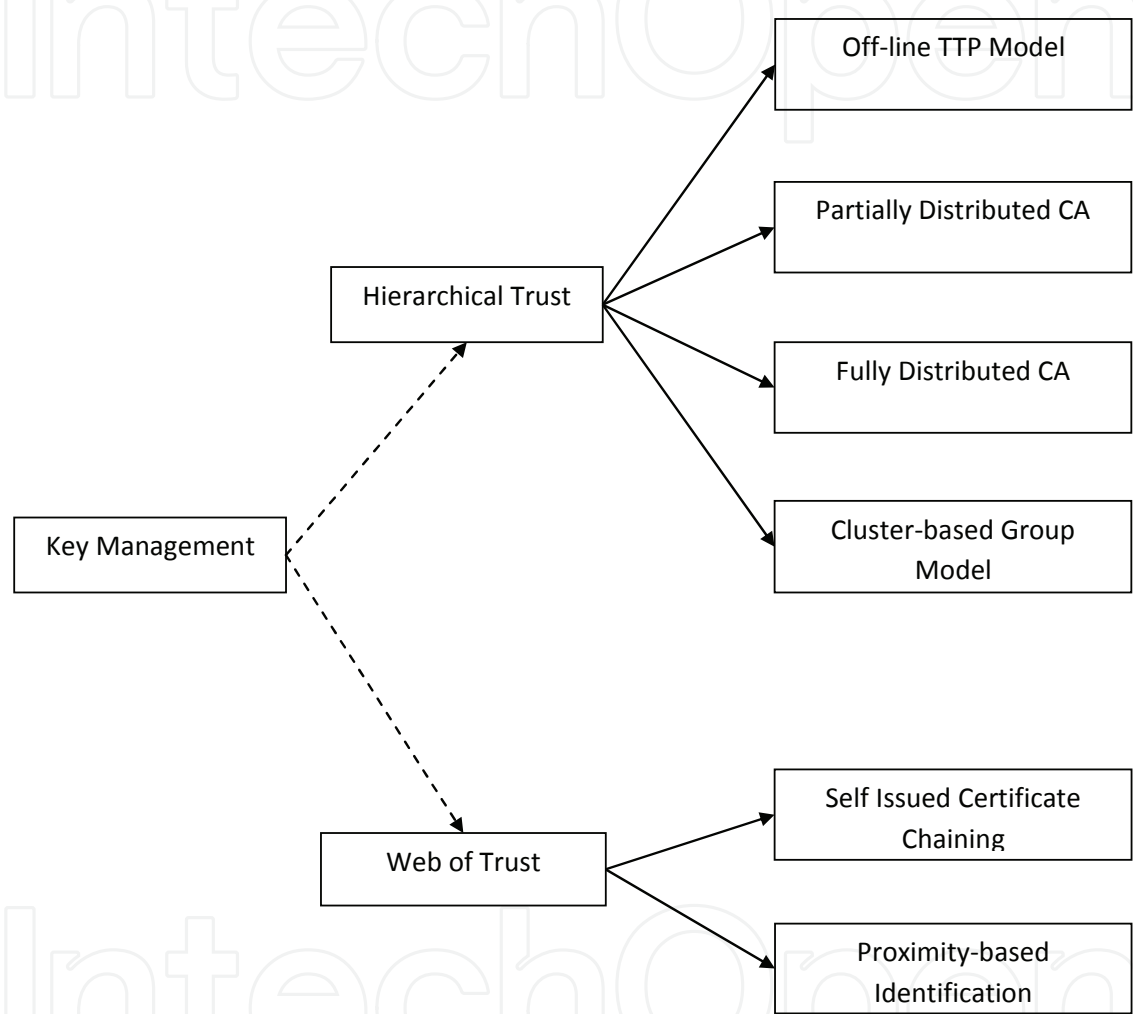 IntechOpen
Off-line TTP Model
Partially Distributed CA
Hierarchical Trust
Fully Distributed CA
Key Management
Cluster-based Group
Model
Self Issued Certificate
Chaining
Web of Trust
Proximity-based
Identification
IntechOpen